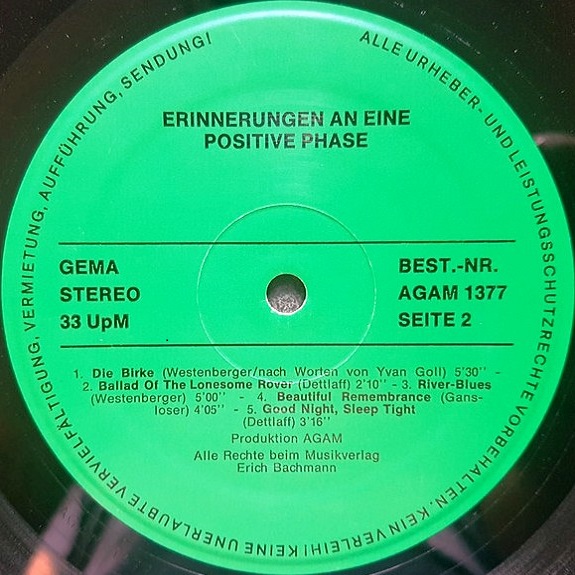 ALLE URHEBER- UND LEISTUNGSSCHUTZRECHTE VORBEHALTEN. KEIN VERLEIH! KEINE UNERLAUBTE VERVIELFÄLTIGUNG, VERMIETUNG, AUFFÜHRUNG, SENDUNG!
ERINNERUNGEN AN EINE
POSITIVE PHASE
GEMA
STEREO
33 UpM
BEST.-NR.
AGAM 1377
SEITE 2
1. Die Birke (Westenberger/nach Worten von Yvan Goll) 5'30'' -
2. Ballad Of The Lonesome Rover (Dettlaff) 2'10'' - 3. River-Blues
(Westenberger) 5'00'' - 4. Beautiful Remembrance (Gans-
loser) 4'05'' - 5. Good Night, Sleep Tight
(Dettlaff) 3'16''
Produktion AGAM
Alle Rechte beim Musikverlag
Erich Bachmann